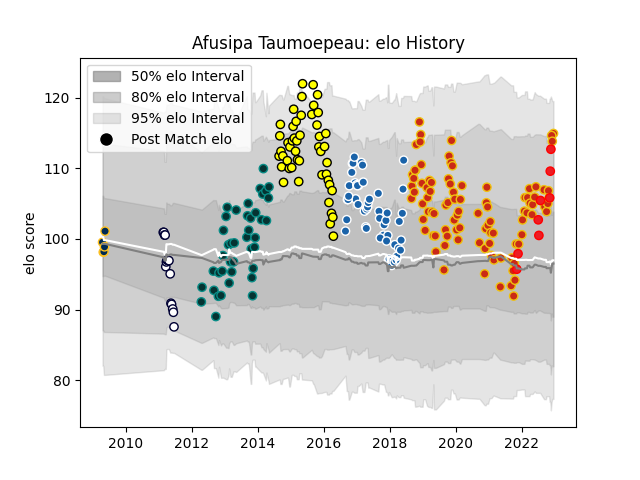 Afusipa Taumoepeau: elo History
50% elo Interval
80% elo Interval
95% elo Interval
Post Match elo
elo score
120
110
100
90
80
2010
2012
2014
2016
2018
2020
2022